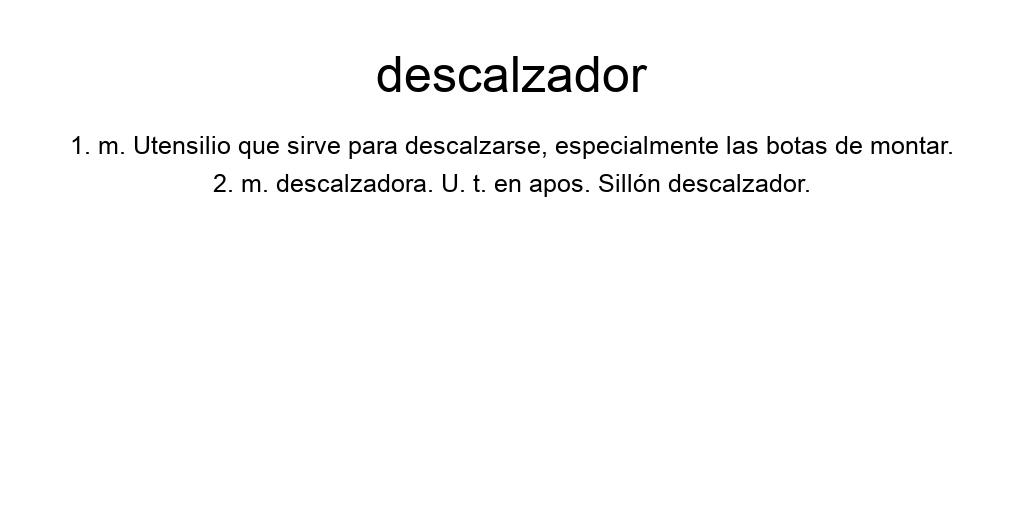 descalzador
1. m. Utensilio que sirve para descalzarse, especialmente las botas de montar.
2. m. descalzadora. U. t. en apos. Sillón descalzador.